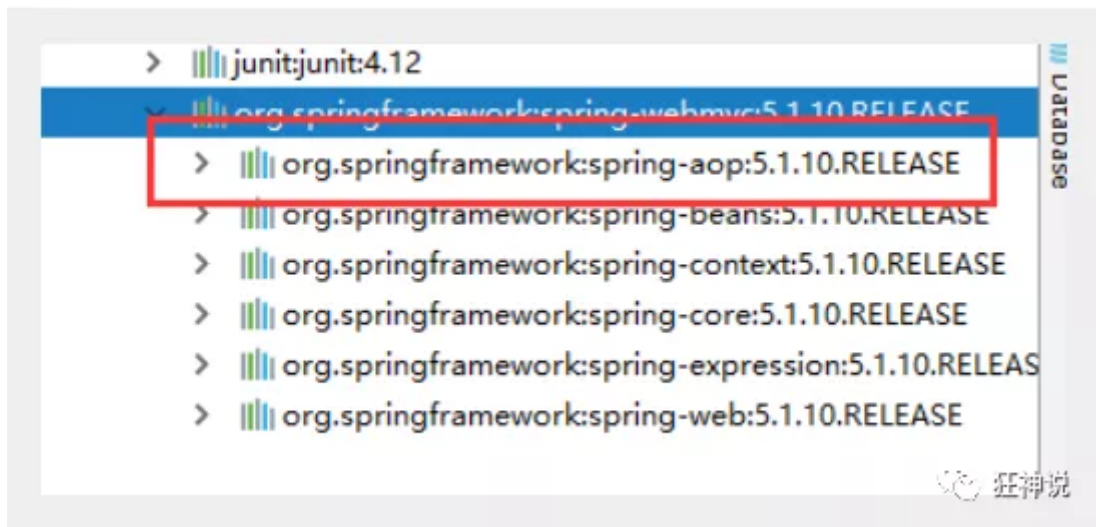 junit:junit:4.12
org.springframework:spring-webmvc:5.1.10.RELEASE
org.springframework:spring-aop:5.1.10.RELEASE
org.springframework:spring-beans:5.1.10.RELEASE
org.springframework:spring-context:5.1.10.RELEASE
org.springframework:spring-core:5.1.10.RELEASE
org.springframework:spring-expression:5.1.10.RELEAS
org.springframework:spring-web:5.1.10.RELEASE
Database
狂神说